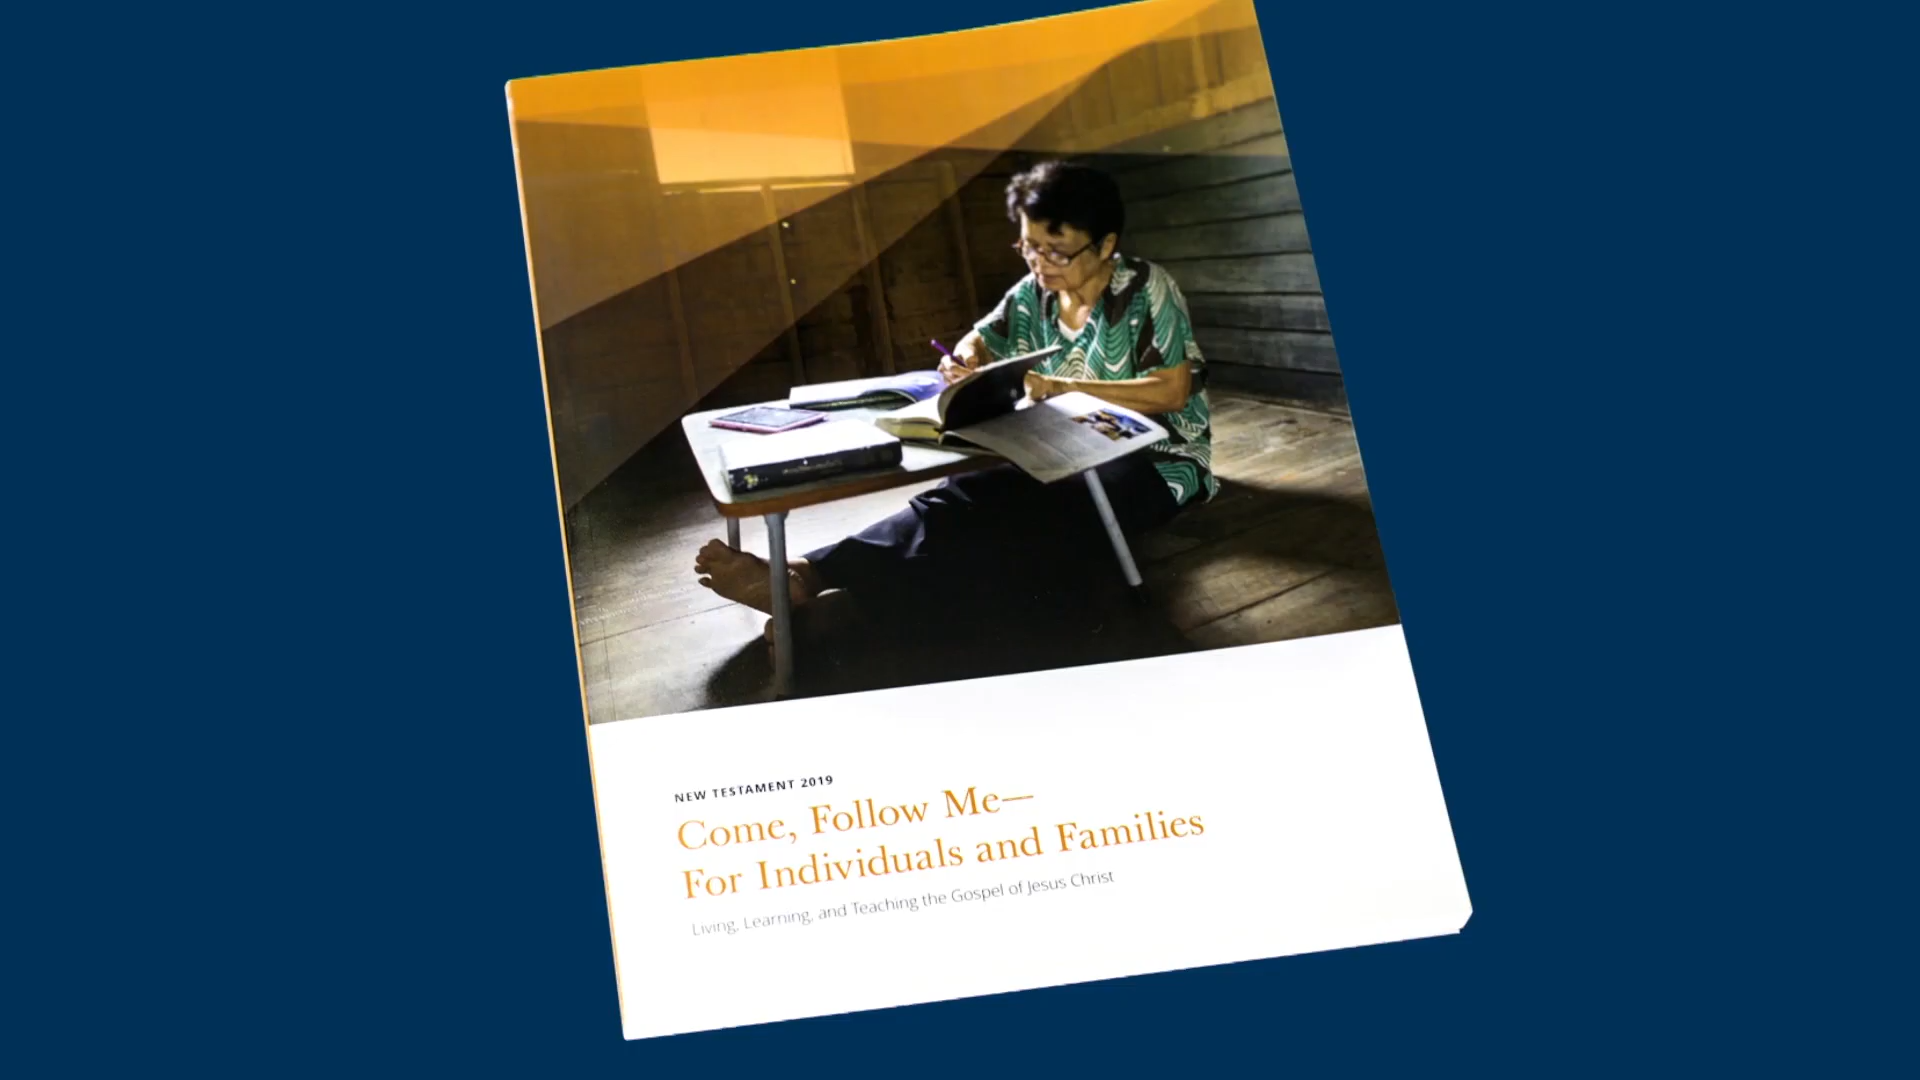 NEW TESTAMENT 2019
Come, Follow Me—
For Individuals and Families
Living, Learning, and Teaching the Gospel of Jesus Christ